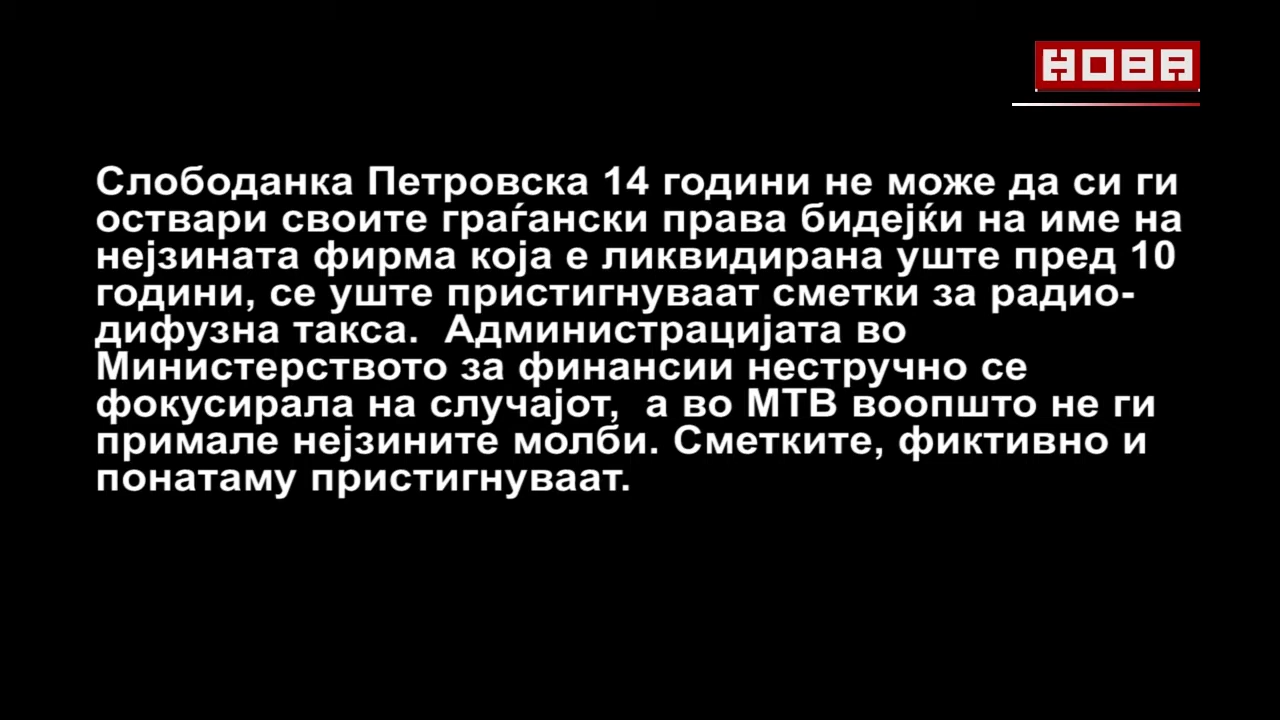 НОВА
Слободанка Петровска 14 години не може да си ги
оствари своите граѓански права бидејќи на име на
нејзината фирма која е ликвидирана уште пред 10
години, се уште пристигнуваат сметки за радио-
дифузна такса.  Администрацијата во
Министерството за финансии нестручно се
фокусирала на случајот,  а во МТВ воопшто не ги
примале нејзините молби. Сметките, фиктивно и
понатаму пристигнуваат.